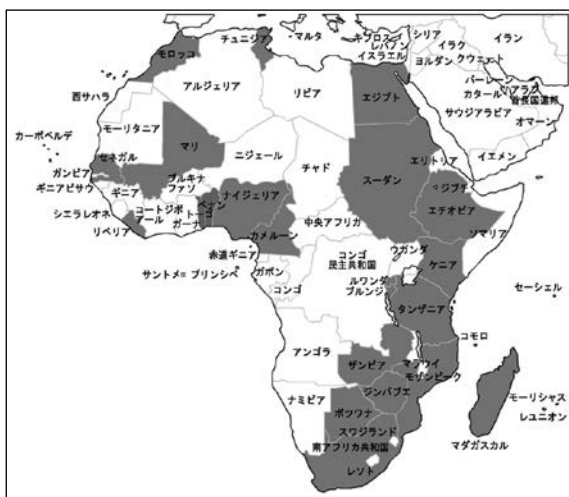 モロッコ
チュニジア
マルタ
キプロス
シリア
レバノン
イスラエル
イラク
イラン
ヨルダン
クウェート
バーレーン
カタール
アラブ
首長国連邦
サウジアラビア
オマーン
イエメン
西サハラ
アルジェリア
リビア
エジプト
カーボベルデ
モーリタニア
マリ
ニジェール
チャド
スーダン
エリトリア
ジブチ
エチオピア
ソマリア
セネガル
ガンビア
ギニアビサウ
ギニア
シエラレオネ
リベリア
コートジボ
アール
ブルキナ
ファソ
ガーナ
トーゴ
ベナン
ナイジェリア
カメルーン
中央アフリカ
赤道ギニア
サントメ=プリンシペ
ガボン
コンゴ
コンゴ
民主共和国
ウガンダ
ルワンダ
ブルンジ
ケニア
タンザニア
セーシェル
コモロ
アンゴラ
ザンビア
マラウイ
モザンビーク
ジンバブエ
ナミビア
ボツワナ
スワジランド
南アフリカ共和国
レソト
マダガスカル
モーリシャス
レユニオン